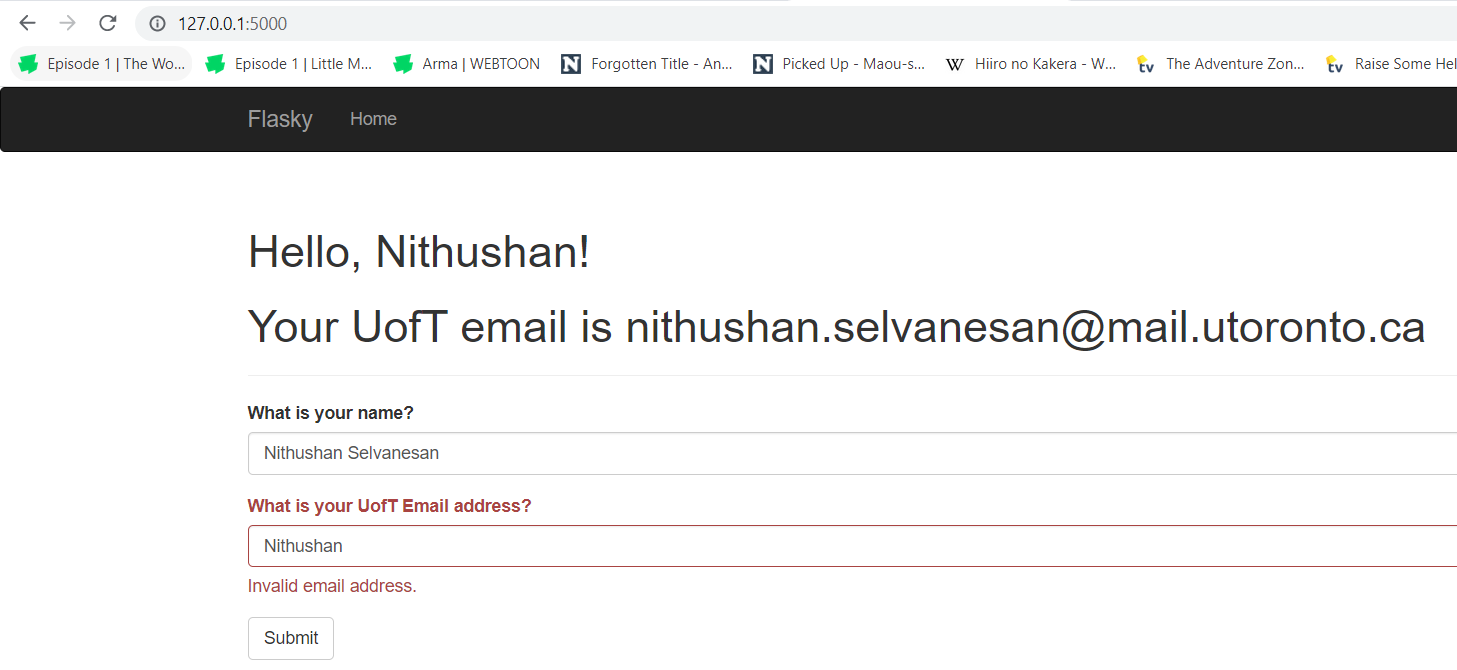 127.0.0.1:5000
Episode 1 | The Wo... Episode 1 | Little M... Arma | WEBTOON Forgotten Title - An... Picked Up - Maou-s... Hiiro no Kakera - W... The Adventure Zon... Raise Some Hel
Flasky Home
Hello, Nithushan!
Your UofT email is nithushan.selvanesan@mail.utoronto.ca
What is your name?
Nithushan Selvanesan
What is your UofT Email address?
Nithushan
Invalid email address.
Submit